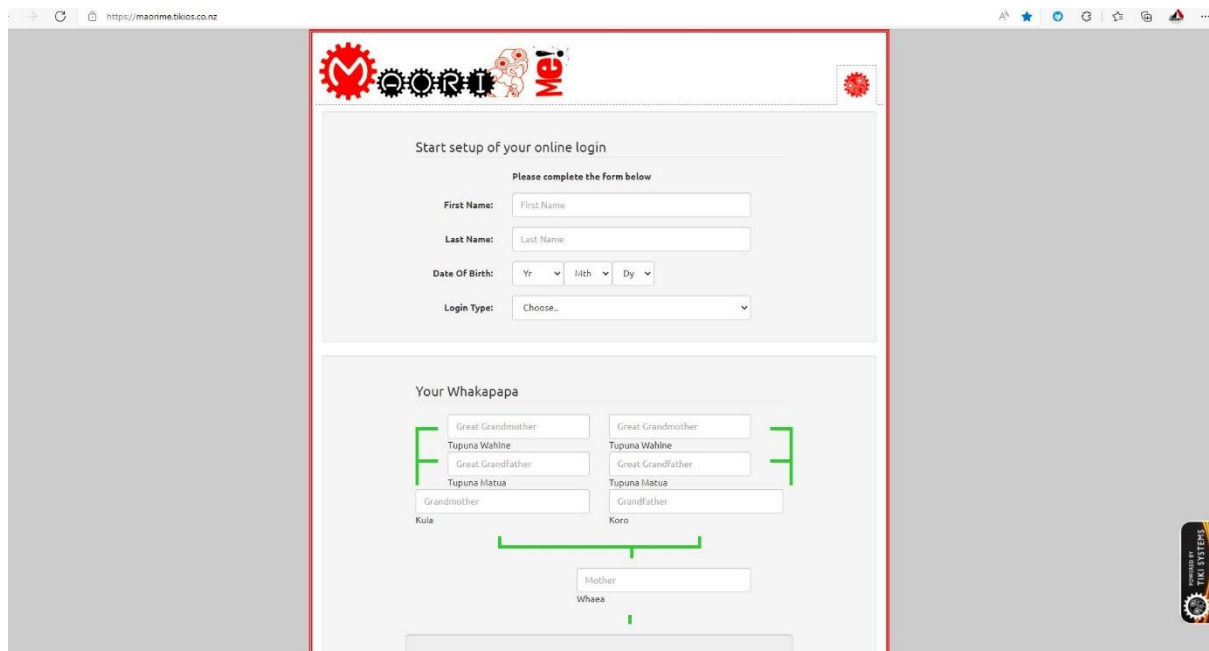 https://maorime.tikios.co.nz
MAORI Me!
Start setup of your online login
Please complete the form below
First Name: First Name
Last Name: Last Name
Date Of Birth: Yr Mth Dy
Login Type: Choose..
Your Whakapapa
Great Grandmother Great Grandmother
Tupuna Wahine Tupuna Wahine
Great Grandfather Great Grandfather
Tupuna Matua Tupuna Matua
Grandmother Grandfather
Kuia Koro
Mother
Whaea
POWERED BY
TIKI SYSTEMS